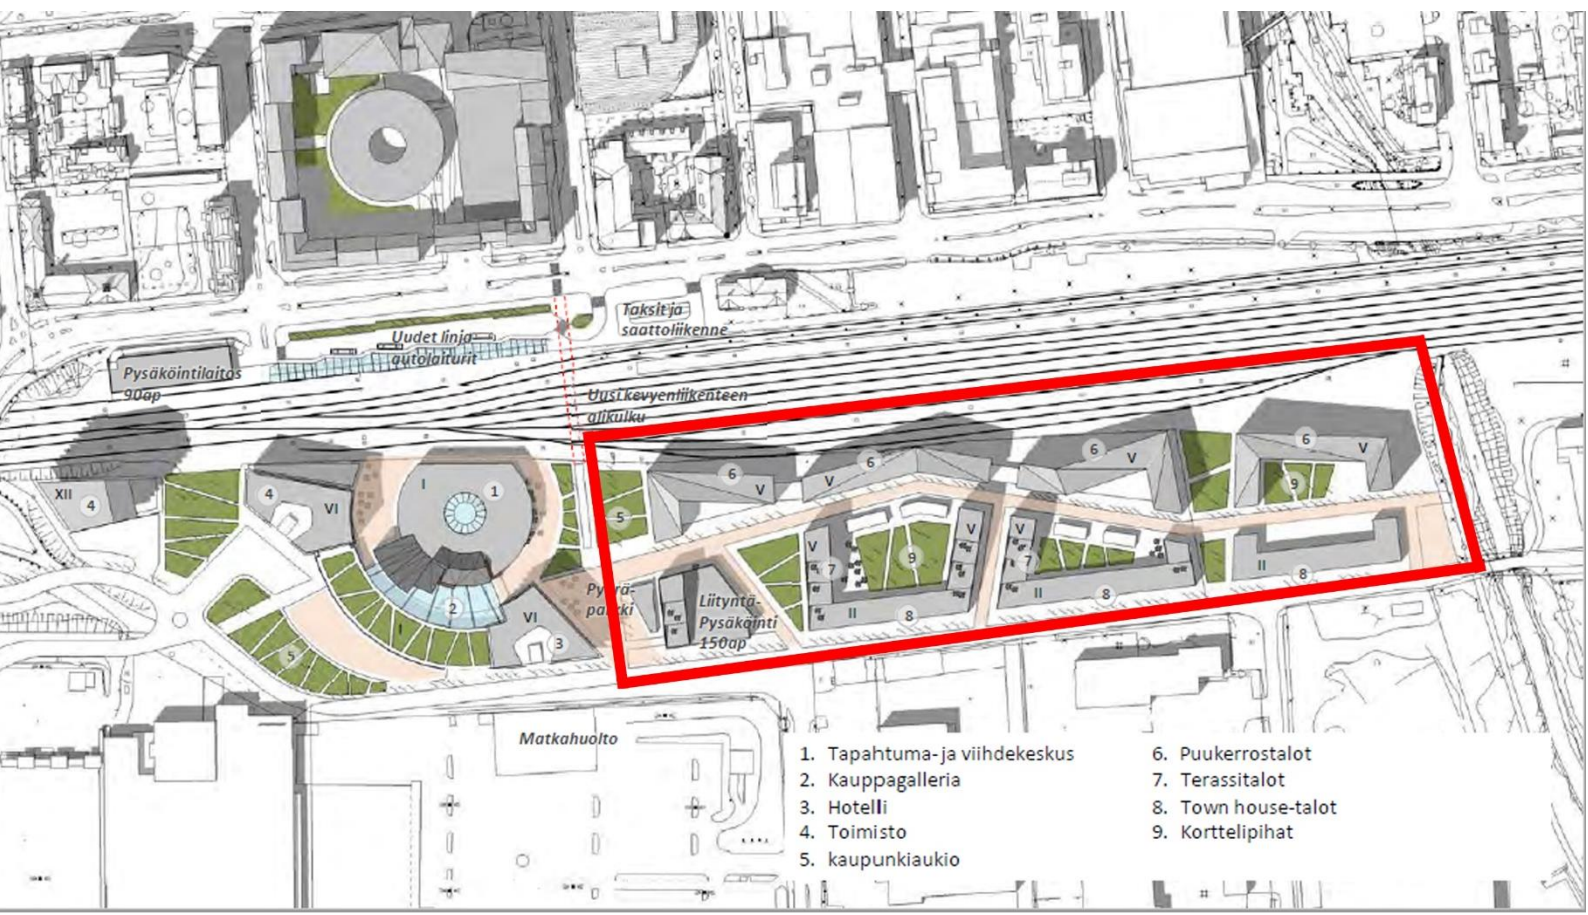 Taksit ja
saattoliikenne
Uudet linja-
autolaiturit
Pysäköintilaitos
90ap
Uusi kevyenliikenteen
alikulku
XII
4
4
VI
I
1
5
6
V
V
6
6
V
6
V
9
V
7
9
V
V
7
II
8
II
8
II
8
2
I
VI
3
5
Pyörä-
parkki
Liityntä-
Pysäköinti
150ap
Matkahuolto
1. Tapahtuma-ja viihdekeskus
2. Kauppagalleria
3. Hotelli
4. Toimisto
5. kaupunkiaukio
6. Puukerrostalot
7. Terassitalot
8. Town house-talot
9. Korttelipihat